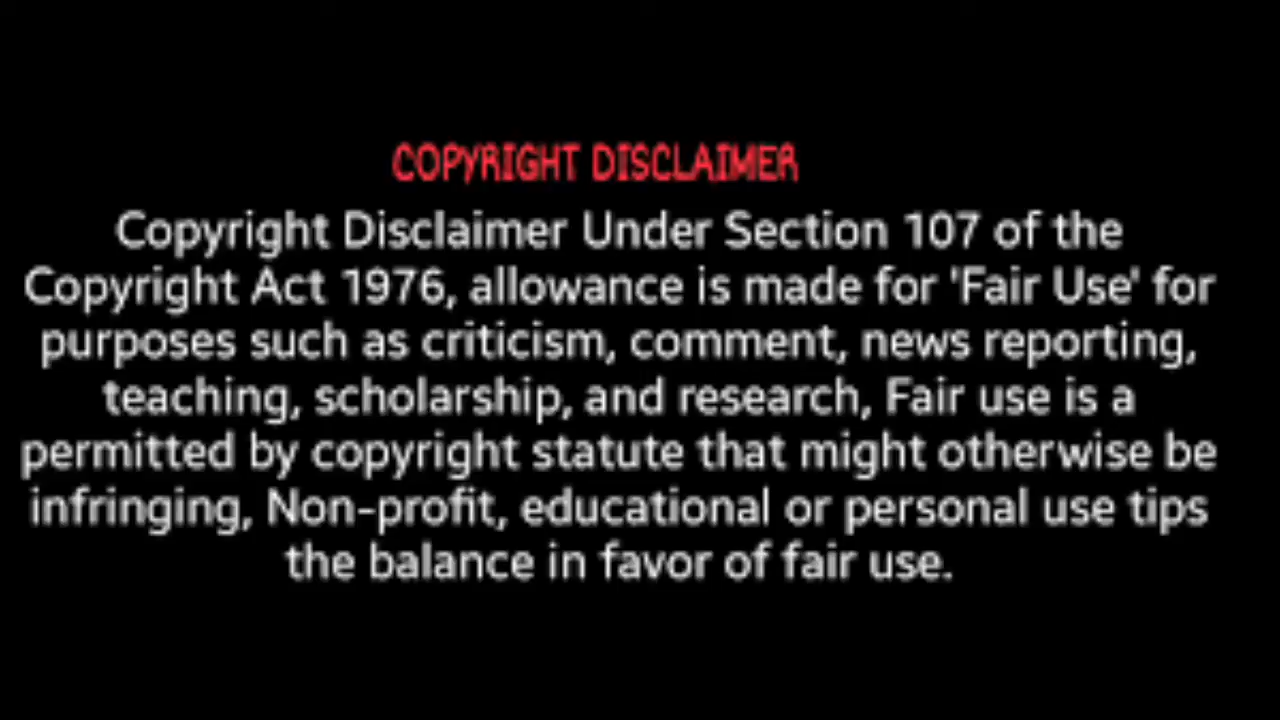 COPYRIGHT DISCLAIMER
Copyright Disclaimer Under Section 107 of the
Copyright Act 1976, allowance is made for 'Fair Use' for
purposes such as criticism, comment, news reporting,
teaching, scholarship, and research, Fair use is a
permitted by copyright statute that might otherwise be
infringing, Non-profit, educational or personal use tips
the balance in favor of fair use.